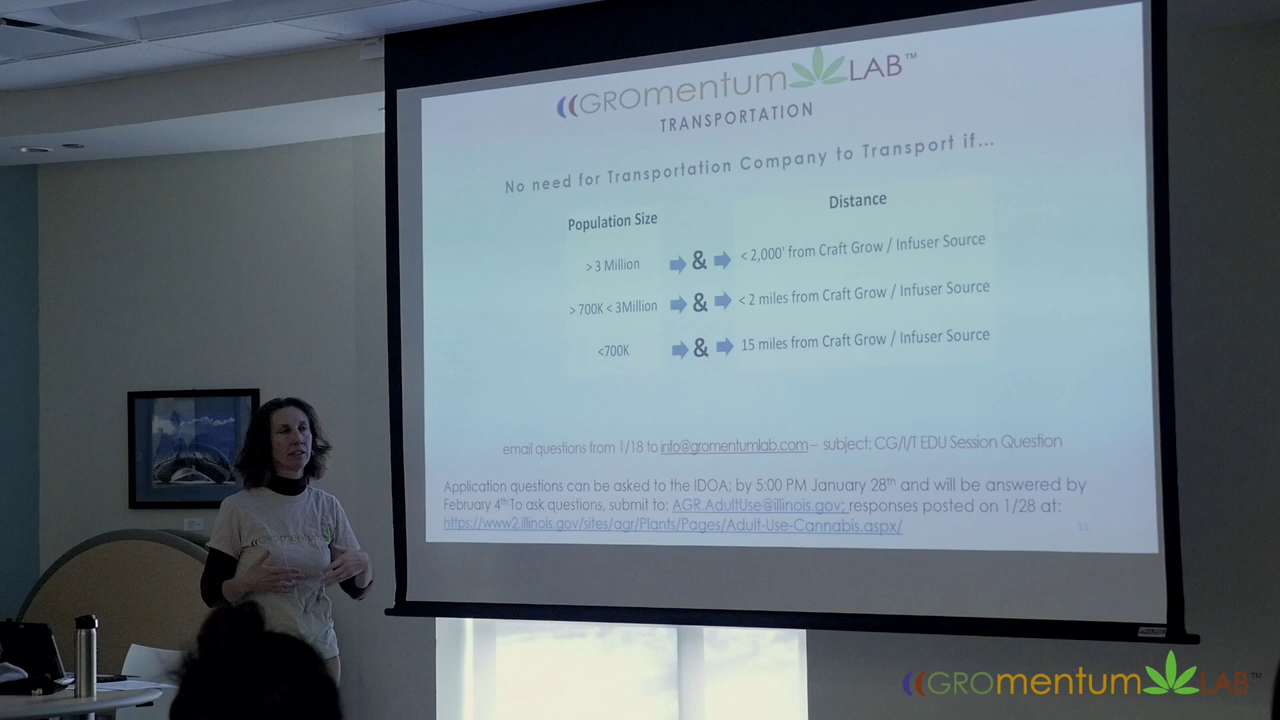 GROmentum LAB™
TRANSPORTATION
No need for Transportation Company to Transport if...
Population Size
Distance
> 3 Million & < 2,000' from Craft Grow / Infuser Source
> 700K < 3Million & < 2 miles from Craft Grow / Infuser Source
<700K & 15 miles from Craft Grow / Infuser Source
email questions from 1/18 to info@gromentumlab.com – subject: CG/I/T EDU Session Question
Application questions can be asked to the IDOA; by 5:00 PM January 28th and will be answered by
February 4th To ask questions, submit to: AGR.AdultUse@illinois.gov; responses posted on 1/28 at:
https://www2.illinois.gov/sites/agr/Plants/Pages/Adult-Use-Cannabis.aspx/
GROmentum LAB™